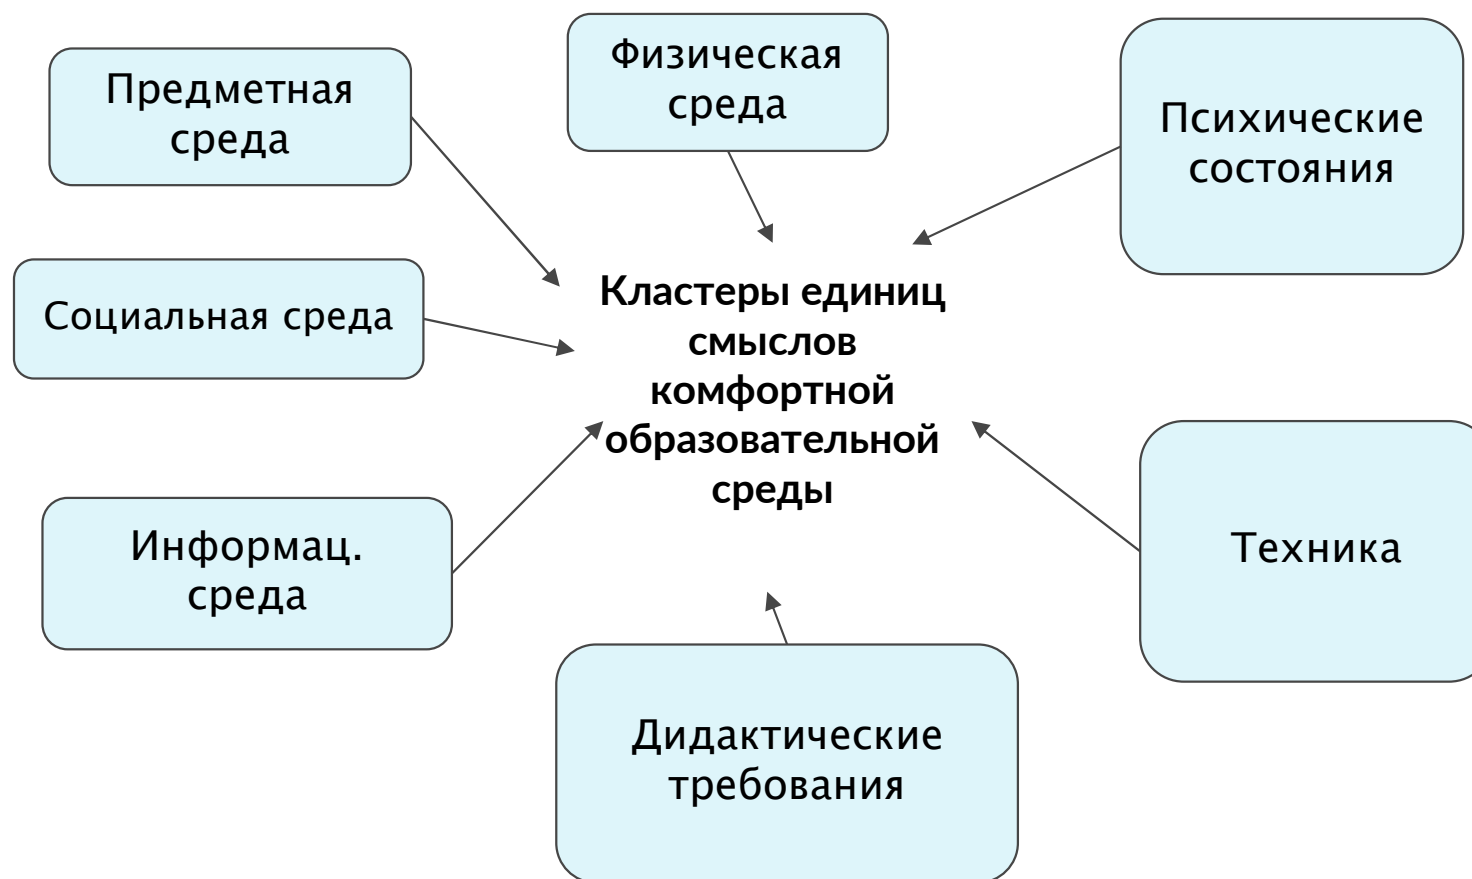 Физическая
среда
Предметная
среда
Психические
состояния
Социальная среда
Кластеры единиц
смыслов
комфортной
образовательной
среды
Информац.
среда
Техника
Дидактические
требования